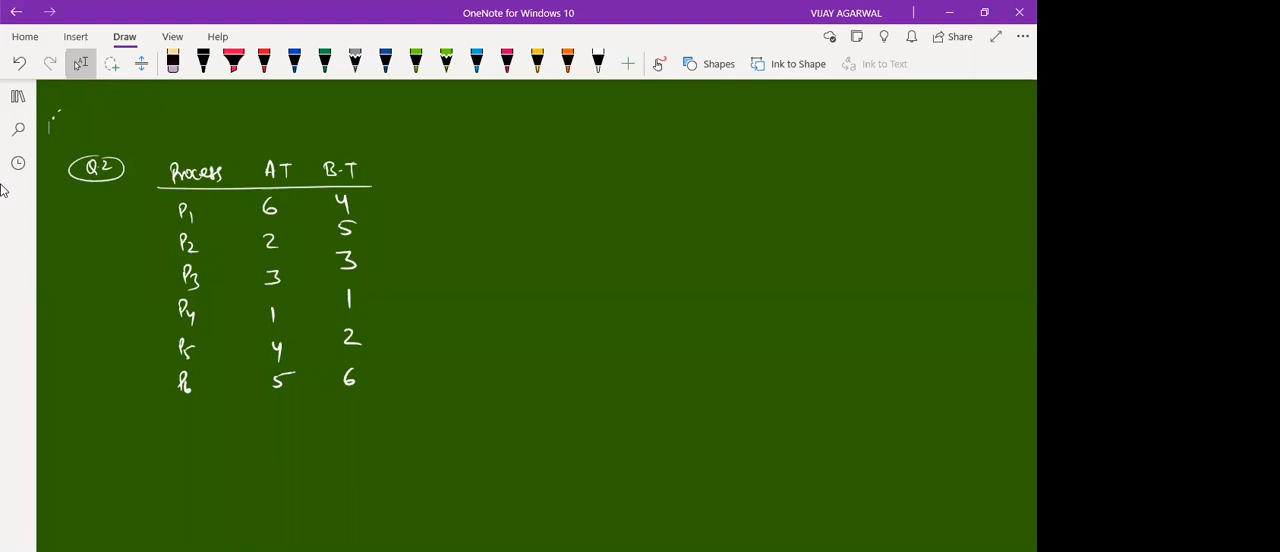 OneNote for Windows 10
VIJAY AGARWAL
Home Insert Draw View Help
Share
Shapes Ink to Shape Ink to Text
Q.2 Process AT B.T
P1 6 4
P2 2 5
P3 3 3
P4 1 1
P5 4 2
P6 5 6